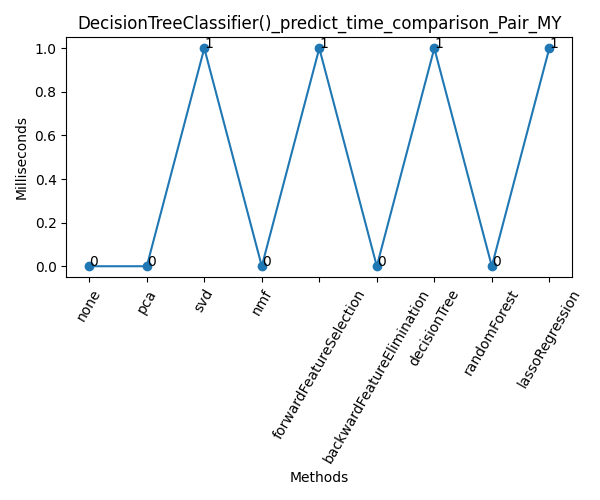 DecisionTreeClassifier()_predict_time_comparison_Pair_MY
1.0
0.8
0.6
0.4
0.2
0.0
Milliseconds
0
0
1
0
1
0
1
0
1
none
pca
svd
nmf
forwardFeatureSelection
backwardFeatureElimination
decisionTree
randomForest
lassoRegression
Methods